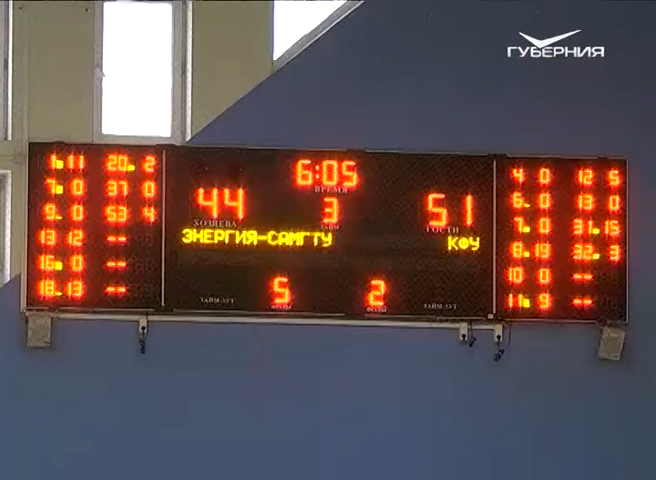 ГУБЕРНИЯ
1 11 20 2
7 0 37 0
9 0 53 4
13 12 --
16 0 --
18 13 --
6:05
ВРЕМЯ
44 3 51
ХОЗЯЕВА ГОСТИ
ЭНЕРГИЯ-САМГТУ КФУ
5 2
ТАЙМ-АУТ ФОЛЫ ФОЛЫ ТАЙМ-АУТ
4 0 12 5
6 0 13 0
7 0 31 15
8 19 32 3
10 0 --
11 9 --